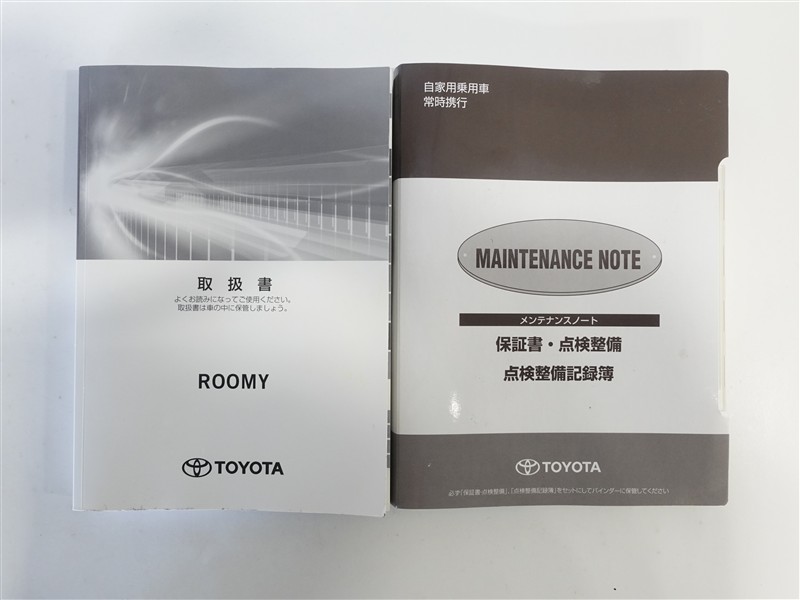 取扱書
よくお読みになってご使用ください。
取扱書は車の中に保管しましょう。
ROOMY
TOYOTA
自家用乗用車
常時携行
MAINTENANCE NOTE
メンテナンスノート
保証書・点検整備
点検整備記録簿
TOYOTA
必ず「保証書・点検整備」、「点検整備記録簿」をセットにしてバインダーに保管してください